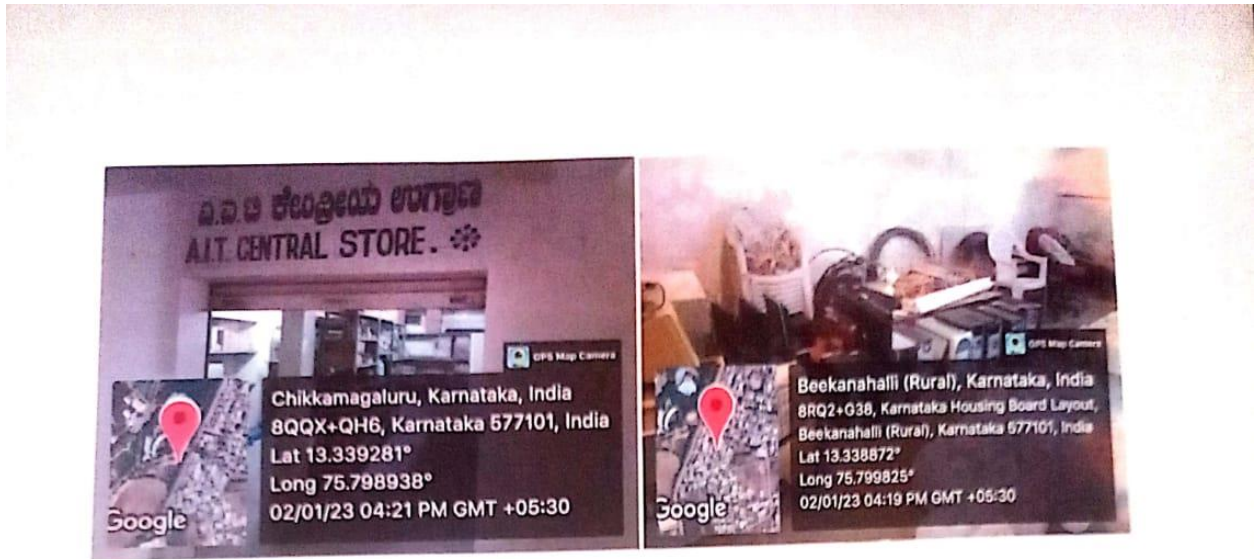 ಎ.ಐ.ಟಿ ಕೇಂದ್ರೀಯ ಉಗ್ರಾಣ
A.I.T. CENTRAL STORE.
GPS Map Camera
Chikkamagaluru, Karnataka, India
8QQX+QH6, Karnataka 577101, India
Lat 13.339281°
Long 75.798938°
02/01/23 04:21 PM GMT +05:30
Google
GPS Map Camera
Beekanahalli (Rural), Karnataka, India
8RQ2+G38, Karnataka Housing Board Layout,
Beekanahalli (Rural), Karnataka 577101, India
Lat 13.338872°
Long 75.799825°
02/01/23 04:19 PM GMT +05:30
Google